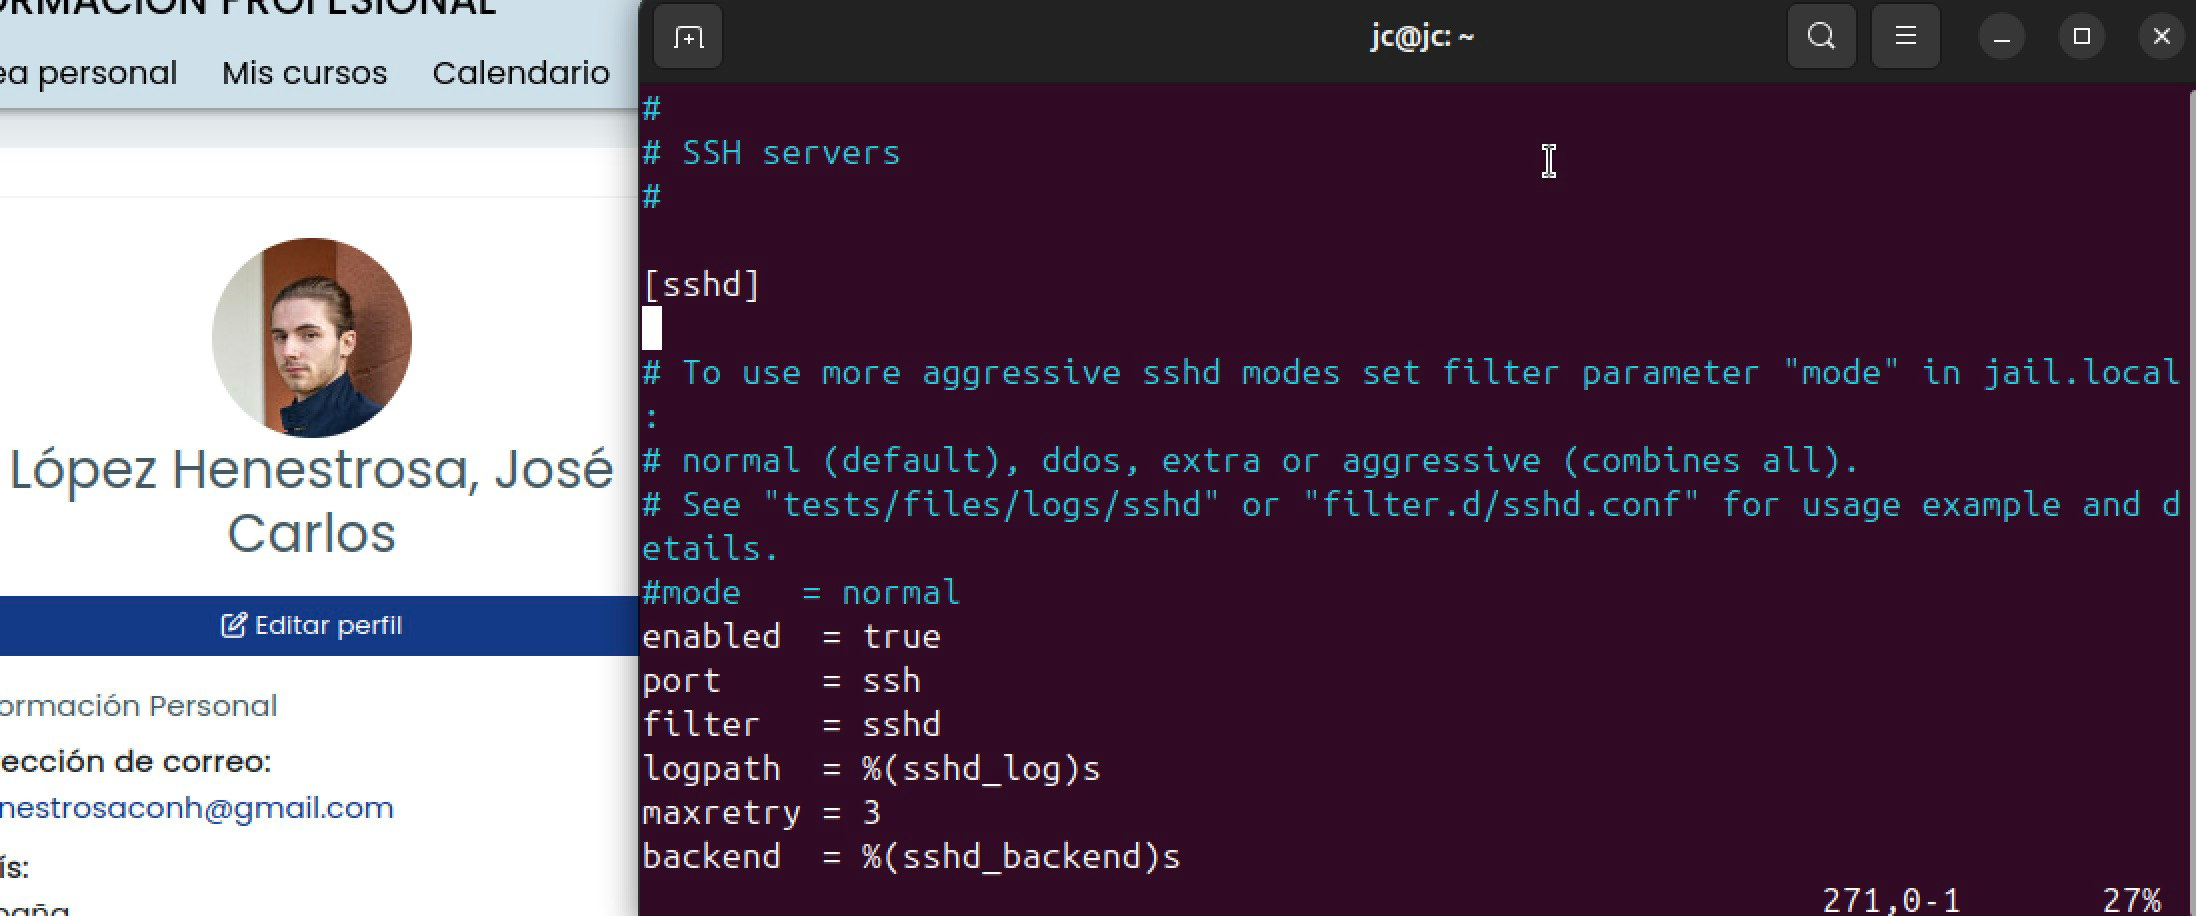 ORMACIÓN PROFESIONAL
ea personal Mis cursos Calendario
López Henestrosa, José
Carlos
Editar perfil
ormación Personal
ección de correo:
nestrosaconh@gmail.com
ís:
paña
jc@jc: ~
#
# SSH servers
#
[sshd]
# To use more aggressive sshd modes set filter parameter "mode" in jail.local
:
# normal (default), ddos, extra or aggressive (combines all).
# See "tests/files/logs/sshd" or "filter.d/sshd.conf" for usage example and d
etails.
#mode   = normal
enabled  = true
port     = ssh
filter   = sshd
logpath  = %(sshd_log)s
maxretry = 3
backend  = %(sshd_backend)s
271,0-1 27%